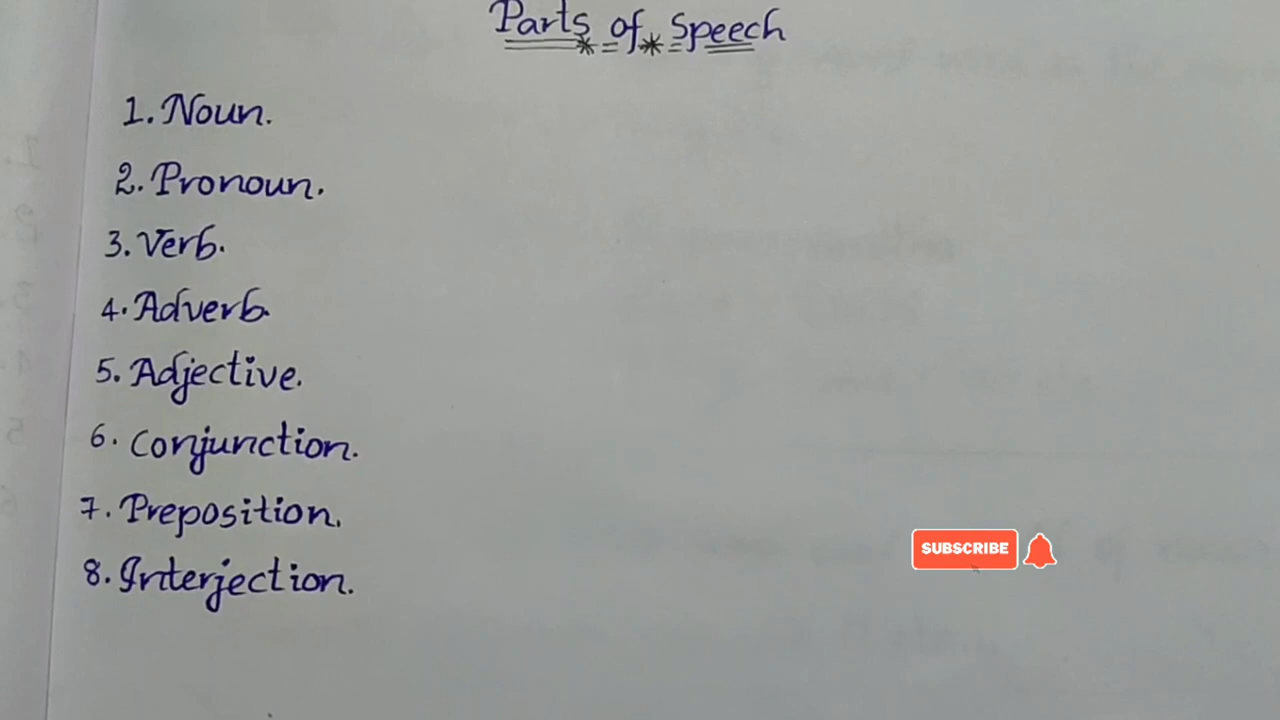 Parts of Speech
1. Noun.
2. Pronoun.
3. Verb.
4. Adverb
5. Adjective.
6. Conjunction.
7. Preposition.
8. Interjection.
SUBSCRIBE